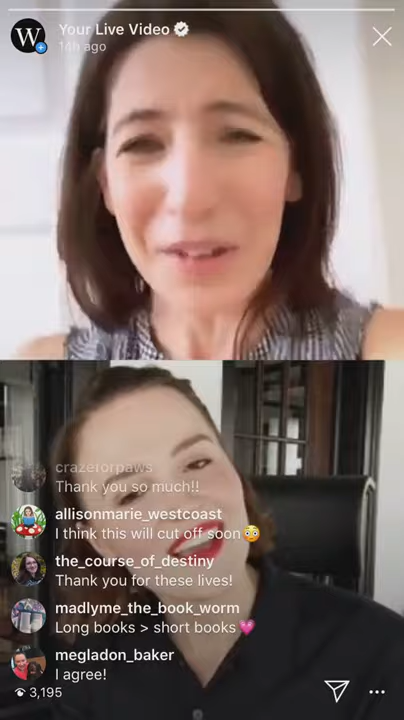 W
Your Live Video
14h ago
crazeforpaws
Thank you so much!!
allisonmarie_westcoast
I think this will cut off soon😳
the_course_of_destiny
Thank you for these lives!
madlyme_the_book_worm
Long books > short books💗
megladon_baker
I agree!
3,195